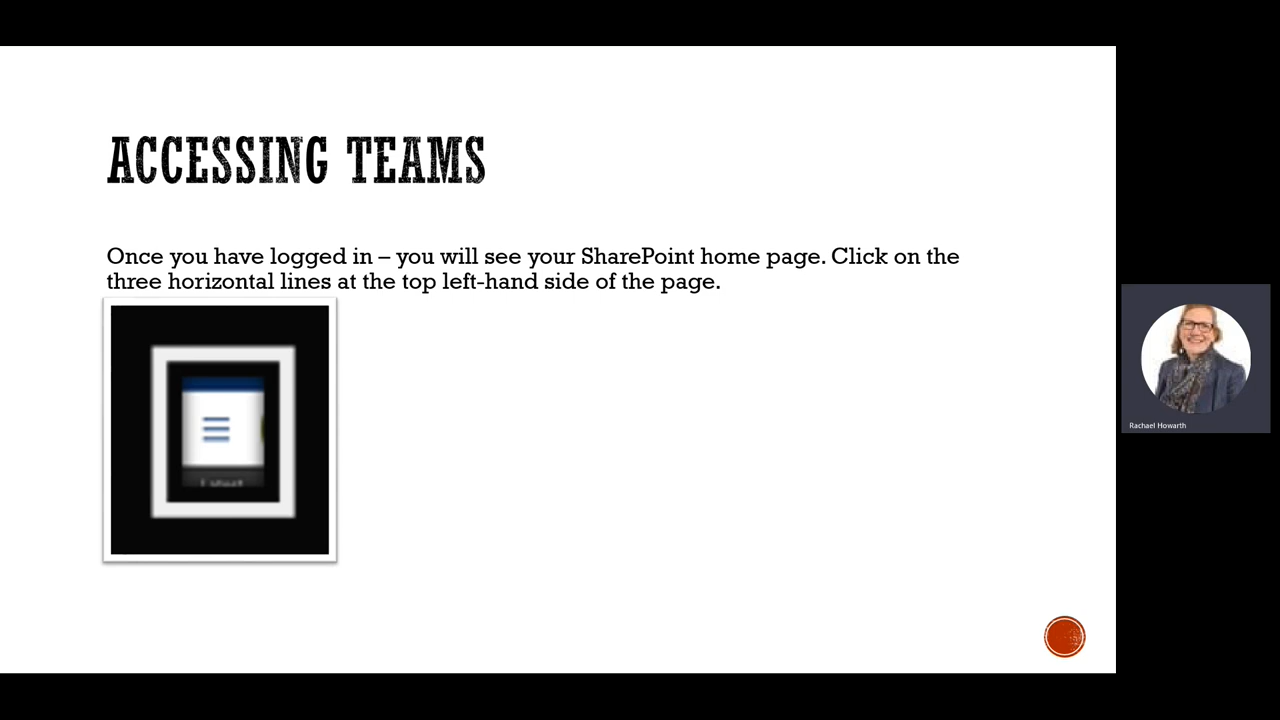 ACCESSING TEAMS
Once you have logged in – you will see your SharePoint home page. Click on the
three horizontal lines at the top left-hand side of the page.
Rachael Howarth